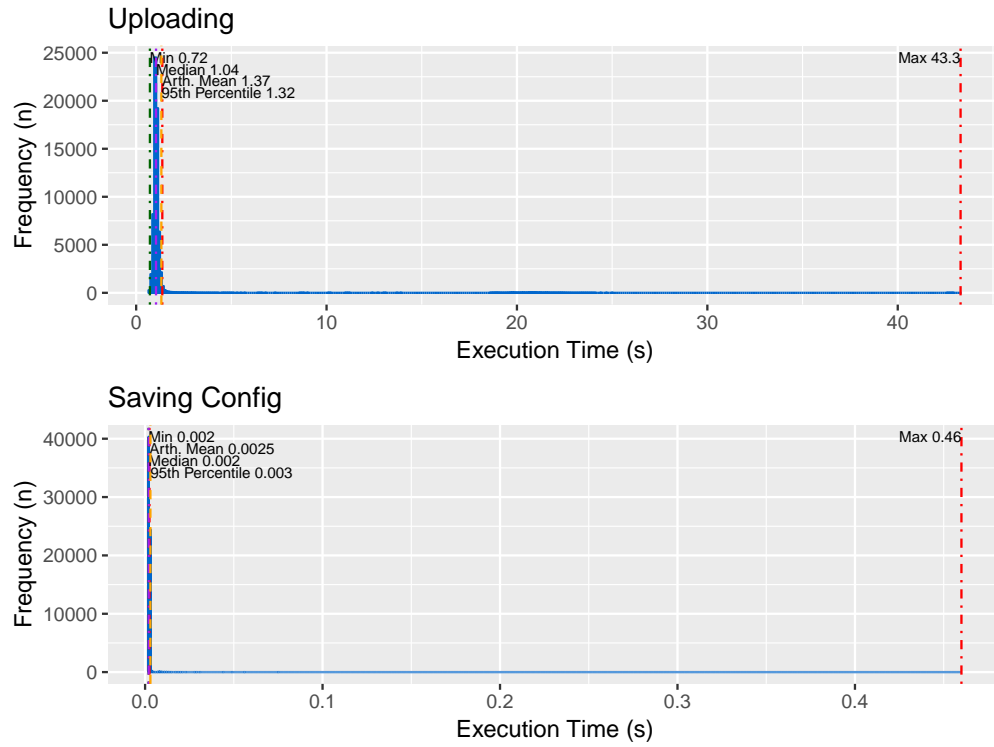 Uploading
25000
20000
15000
10000
5000
0
Frequency (n)
Min 0.72
Median 1.04
Arth. Mean 1.37
95th Percentile 1.32
Max 43.3
0 10 20 30 40
Execution Time (s)
Saving Config
40000
30000
20000
10000
0
Frequency (n)
Min 0.002
Arth. Mean 0.0025
Median 0.002
95th Percentile 0.003
Max 0.46
0.0 0.1 0.2 0.3 0.4
Execution Time (s)